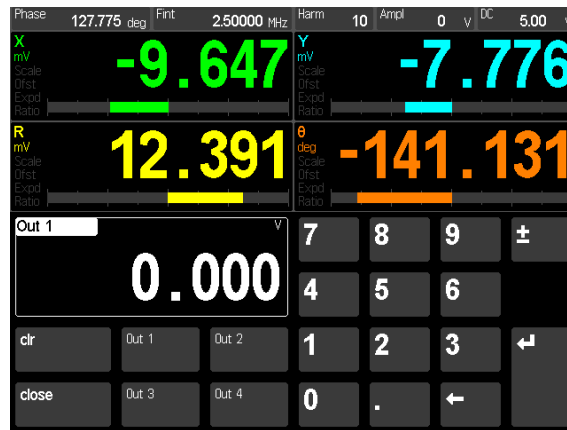 Phase 127.775 deg Fint 2.50000 MHz Harm 10 Ampl 0 V DC 5.00
X Y
mV -9.647 mV -7.776
Scale Scale
Ofst Ofst
Expd Expd
Ratio Ratio
R θ
mV 12.391 deg -141.131
Scale Scale
Ofst Ofst
Expd Expd
Ratio Ratio
Out 1 V 7 8 9 ±
0.000 4 5 6
clr Out 1 Out 2 1 2 3 ↵
close Out 3 Out 4 0 . ←